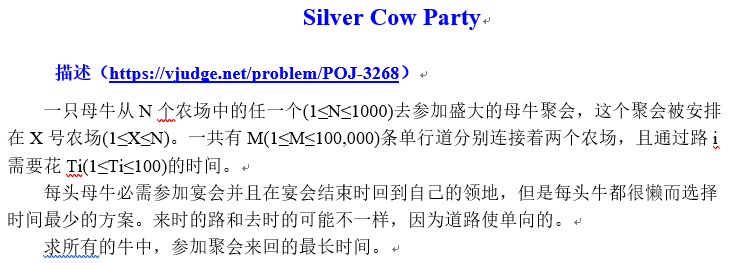 Silver Cow Party
描述（https://vjudge.net/problem/POJ-3268）
一只母牛从 N 个农场中的任一个(1≤N≤1000)去参加盛大的母牛聚会，这个聚会被安排
在 X 号农场(1≤X≤N)。一共有 M(1≤M≤100,000)条单行道分别连接着两个农场，且通过路 i
需要花 Ti(1≤Ti≤100)的时间。
每头母牛必需参加宴会并且在宴会结束时回到自己的领地，但是每头牛都很懒而选择
时间最少的方案。来时的路和去时的可能不一样，因为道路使单向的。
求所有的牛中，参加聚会来回的最长时间。